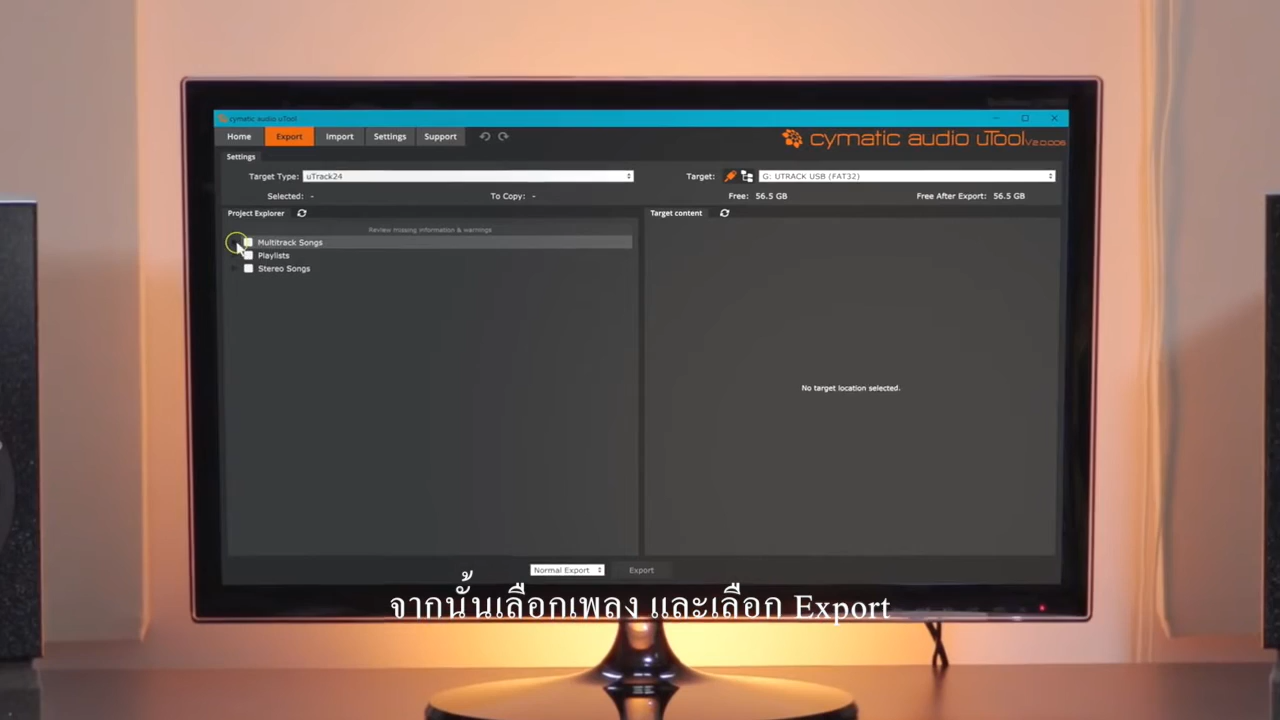 cymatic audio uTool
Home Export Import Settings Support
cymatic audio uTool V2.0.006
Settings
Target Type: uTrack24 Target: G: UTRACK USB (FAT32)
Selected: - To Copy: - Free: 56.5 GB Free After Export: 56.5 GB
Project Explorer Target content
Review missing information & warnings
Multitrack Songs
Playlists
Stereo Songs
No target location selected.
Normal Export Export
จากนั้นเลือกเพลง และเลือก Export